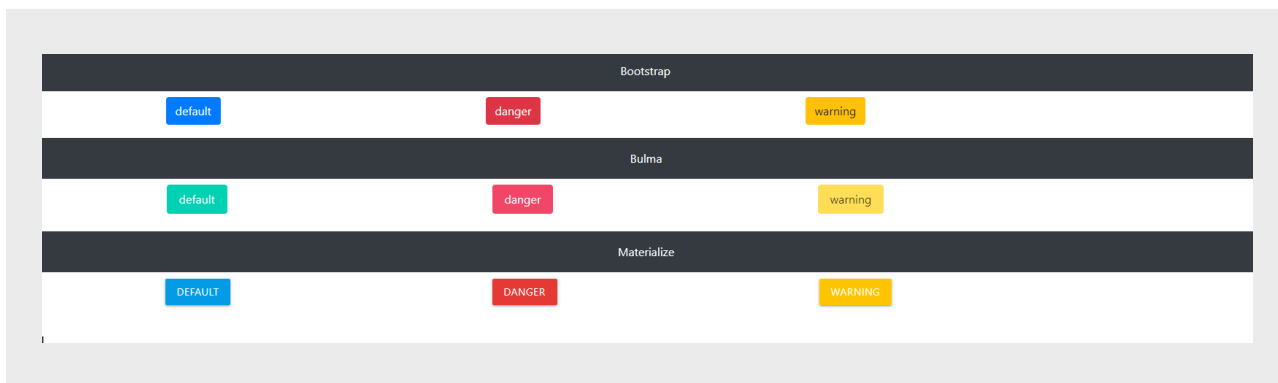 Bootstrap
default danger warning
Bulma
default danger warning
Materialize
DEFAULT DANGER WARNING